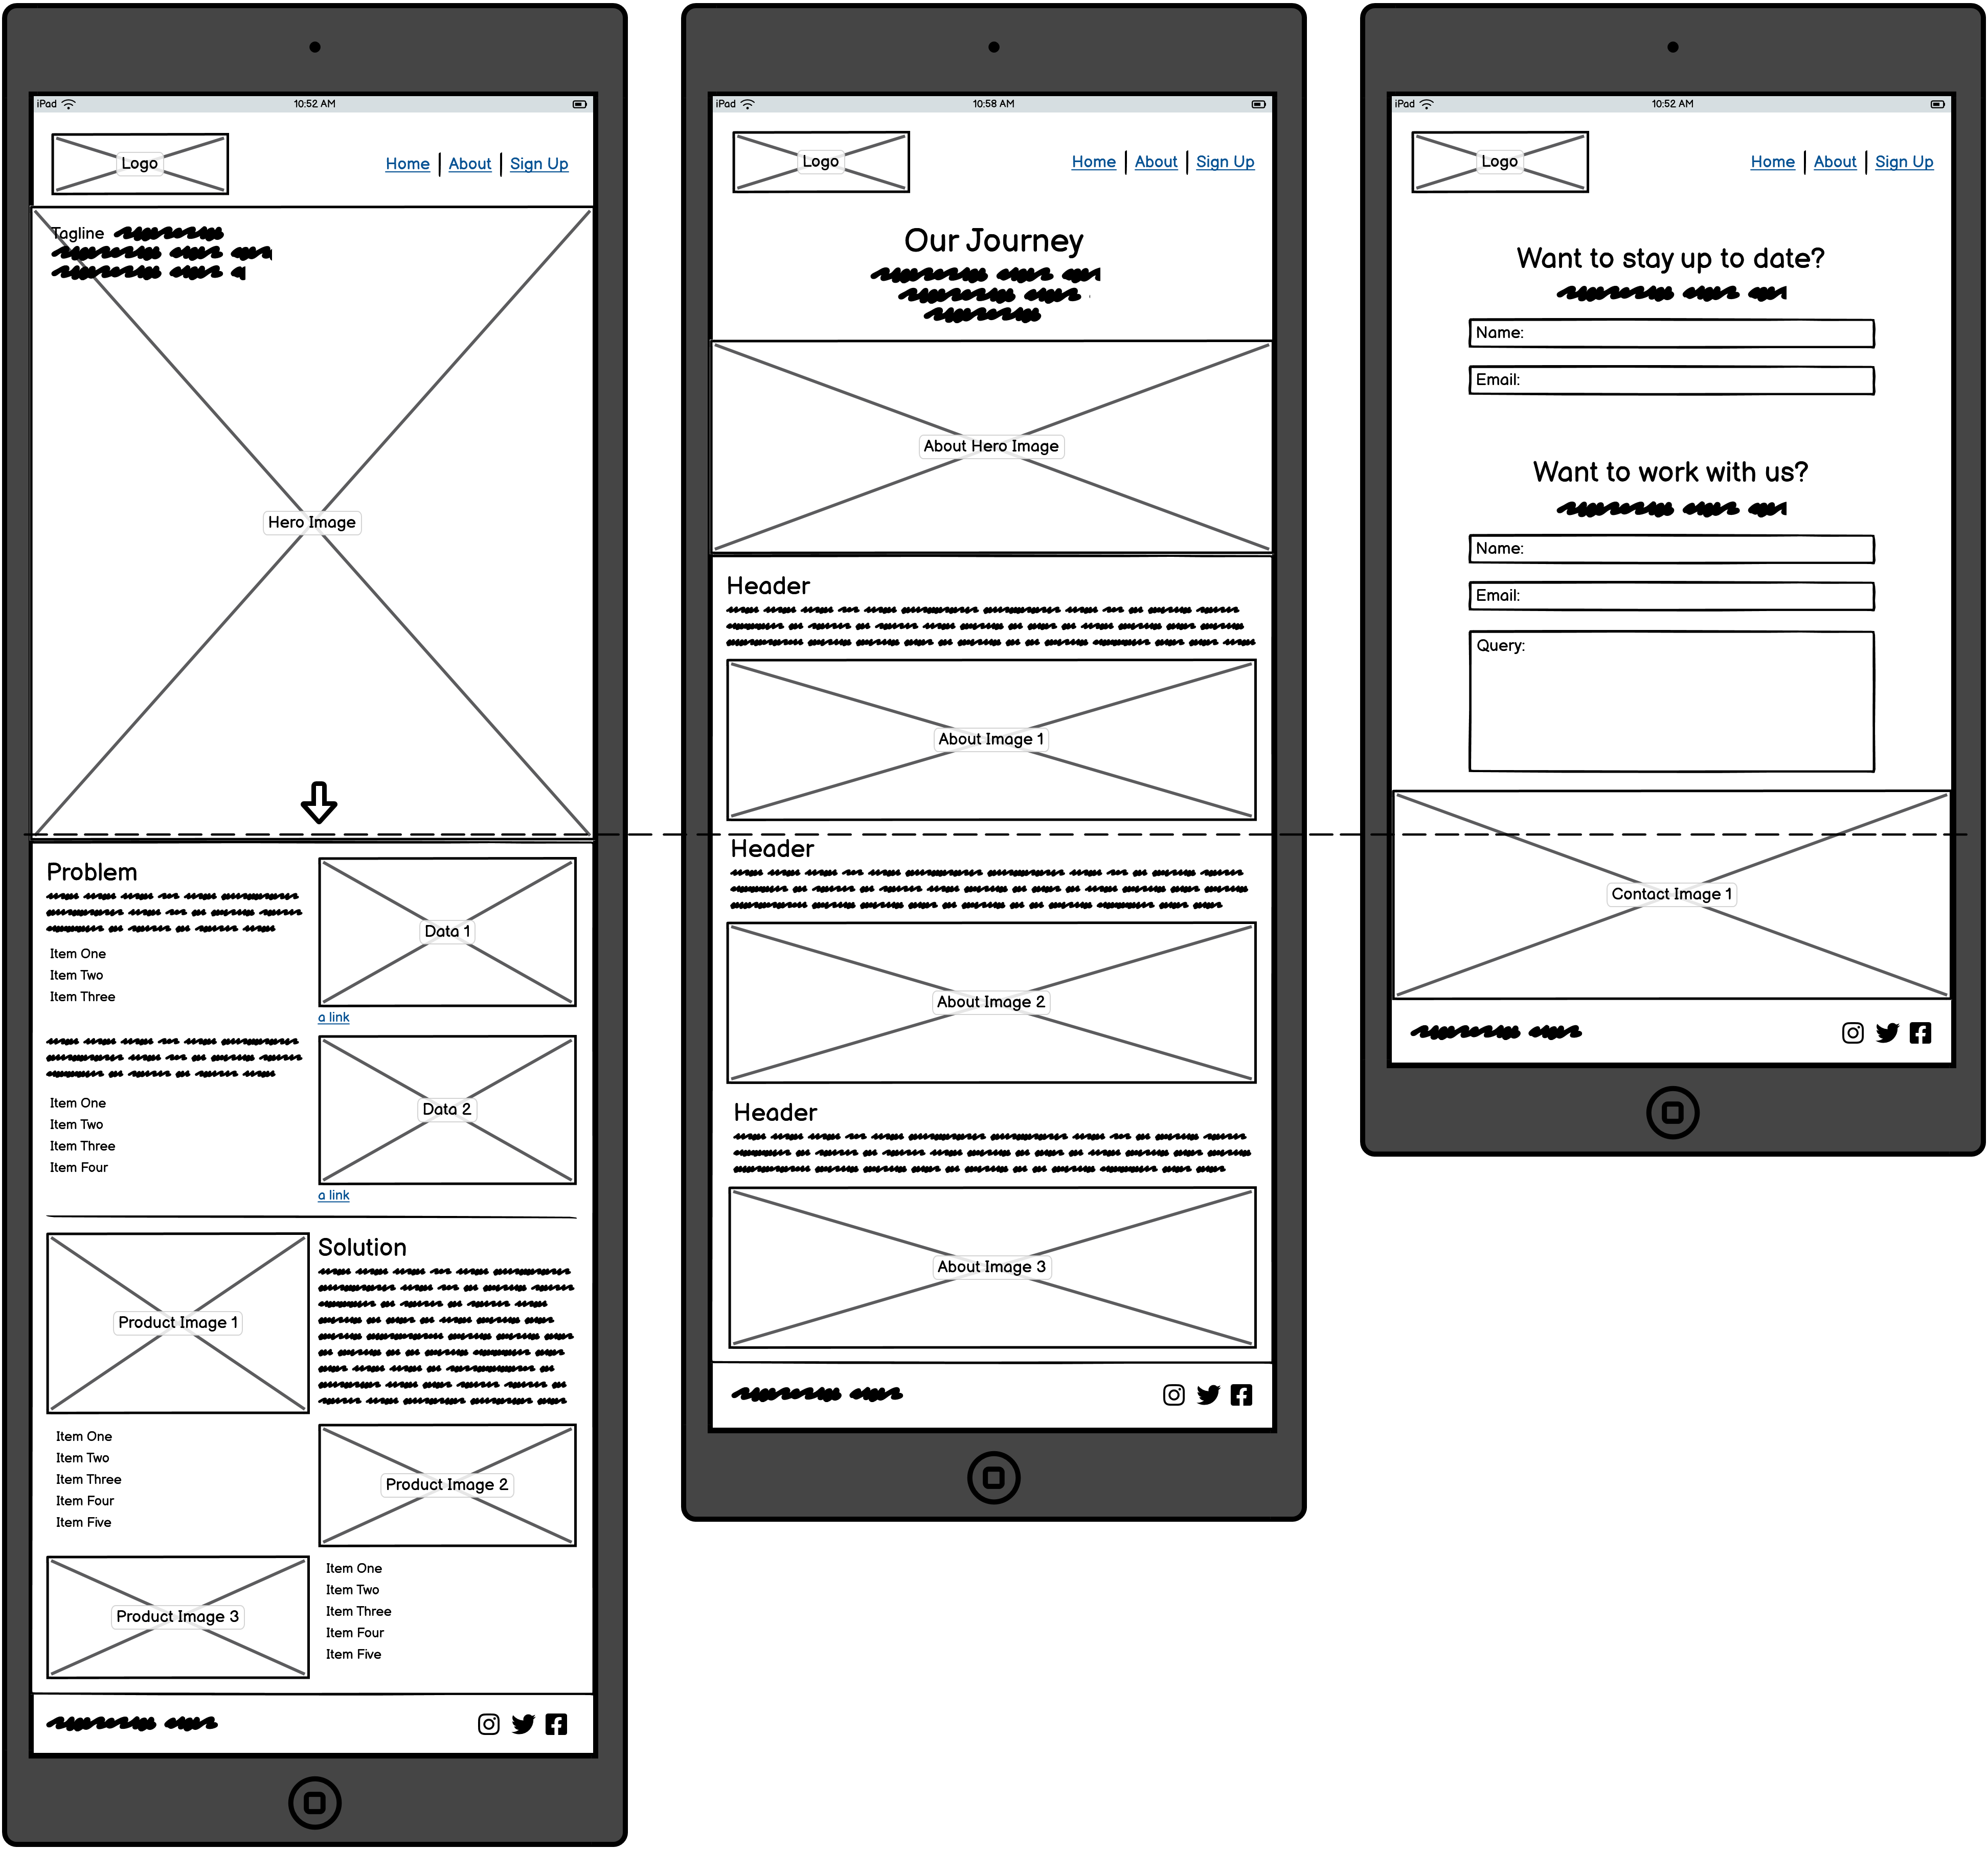 iPad 10:52 AM
Logo
Home | About | Sign Up
Tagline
Hero Image
Problem
Item One
Item Two
Item Three
Data 1
a link
Item One
Item Two
Item Three
Item Four
Data 2
a link
Product Image 1
Solution
Item One
Item Two
Item Three
Item Four
Item Five
Product Image 2
Product Image 3
Item One
Item Two
Item Three
Item Four
Item Five
iPad 10:58 AM
Logo
Home | About | Sign Up
Our Journey
About Hero Image
Header
About Image 1
Header
About Image 2
Header
About Image 3
iPad 10:52 AM
Logo
Home | About | Sign Up
Want to stay up to date?
Name:
Email:
Want to work with us?
Name:
Email:
Query:
Contact Image 1